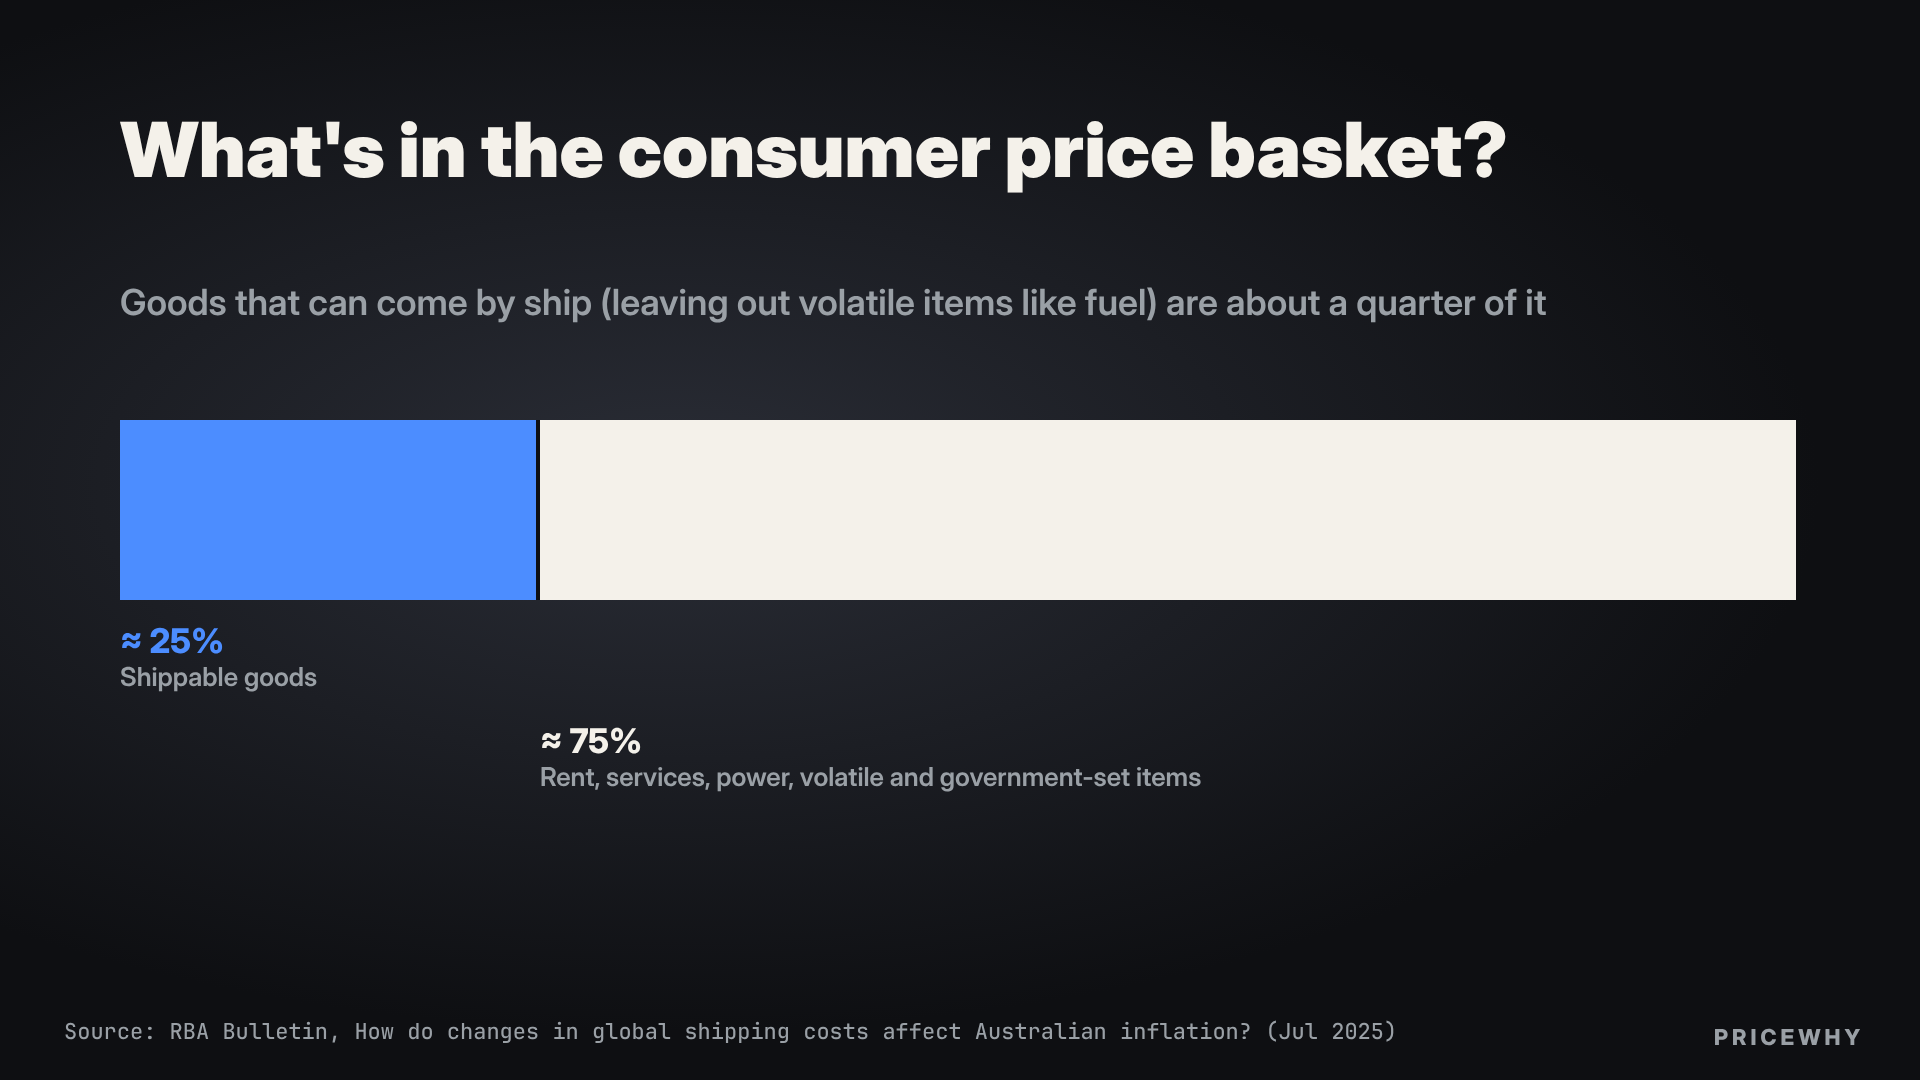 What's in the consumer price basket?
Goods that can come by ship (leaving out volatile items like fuel) are about a quarter of it
≈ 25%
Shippable goods
≈ 75%
Rent, services, power, volatile and government-set items
Source: RBA Bulletin, How do changes in global shipping costs affect Australian inflation? (Jul 2025)
PRICEWHY